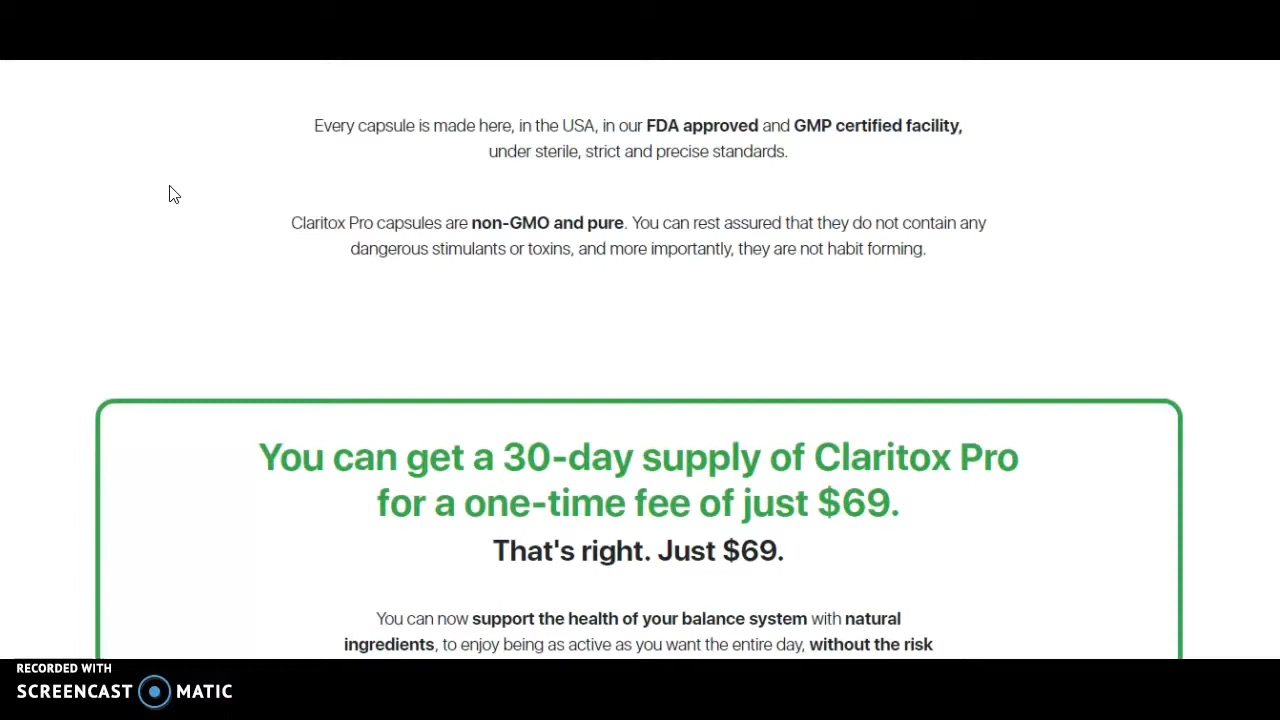 Every capsule is made here, in the USA, in our FDA approved and GMP certified facility,
under sterile, strict and precise standards.
Claritox Pro capsules are non-GMO and pure. You can rest assured that they do not contain any
dangerous stimulants or toxins, and more importantly, they are not habit forming.
You can get a 30-day supply of Claritox Pro
for a one-time fee of just $69.
That's right. Just $69.
You can now support the health of your balance system with natural
ingredients, to enjoy being as active as you want the entire day, without the risk
RECORDED WITH
SCREENCAST MATIC